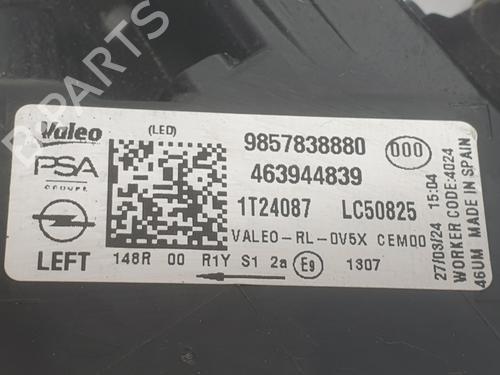 Valeo
(LED)
9857838880
000
PSA
GROUPE
463944839
1T24087 LC50825
VALEO-RL-OV5X CEM00
LEFT
148R 00 R1Y S1 2a E9 1307
27/03/24 15:04
WORKER CODE:4024
46UM MADE IN SPAIN
B-PARTS